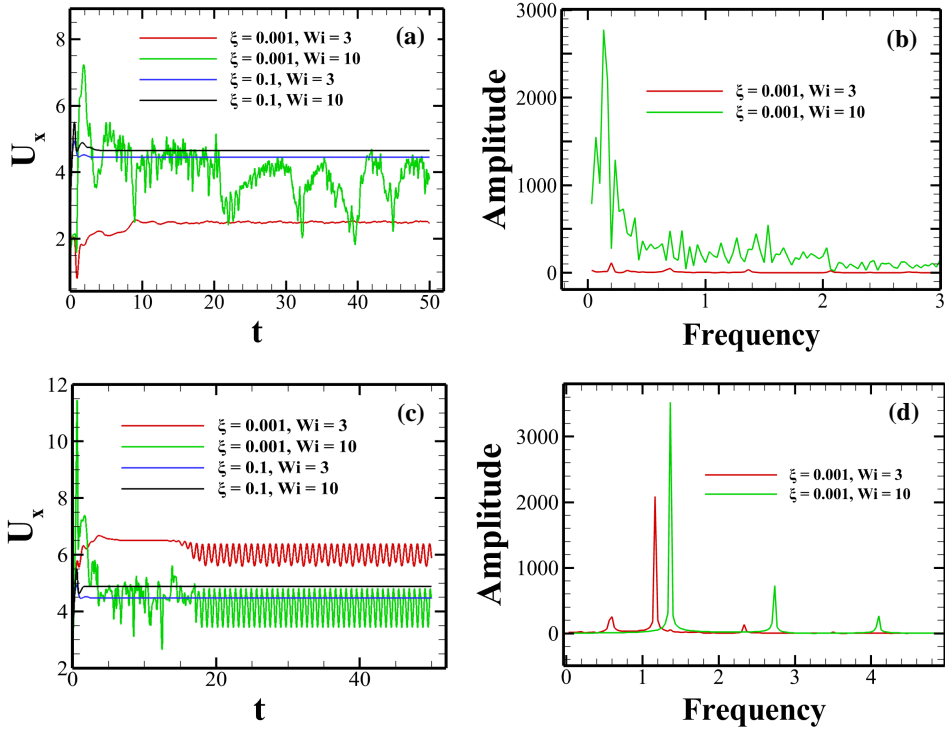 (a)
ξ = 0.001, Wi = 3
ξ = 0.001, Wi = 10
ξ = 0.1, Wi = 3
ξ = 0.1, Wi = 10
8
6
4
2
U_x
0 10 20 30 40 50
t
(b)
ξ = 0.001, Wi = 3
ξ = 0.001, Wi = 10
3000
2000
1000
0
Amplitude
0 1 2 3
Frequency
(c)
ξ = 0.001, Wi = 3
ξ = 0.001, Wi = 10
ξ = 0.1, Wi = 3
ξ = 0.1, Wi = 10
12
10
8
6
4
2
U_x
0 20 40
t
(d)
ξ = 0.001, Wi = 3
ξ = 0.001, Wi = 10
3000
2000
1000
0
Amplitude
0 1 2 3 4
Frequency